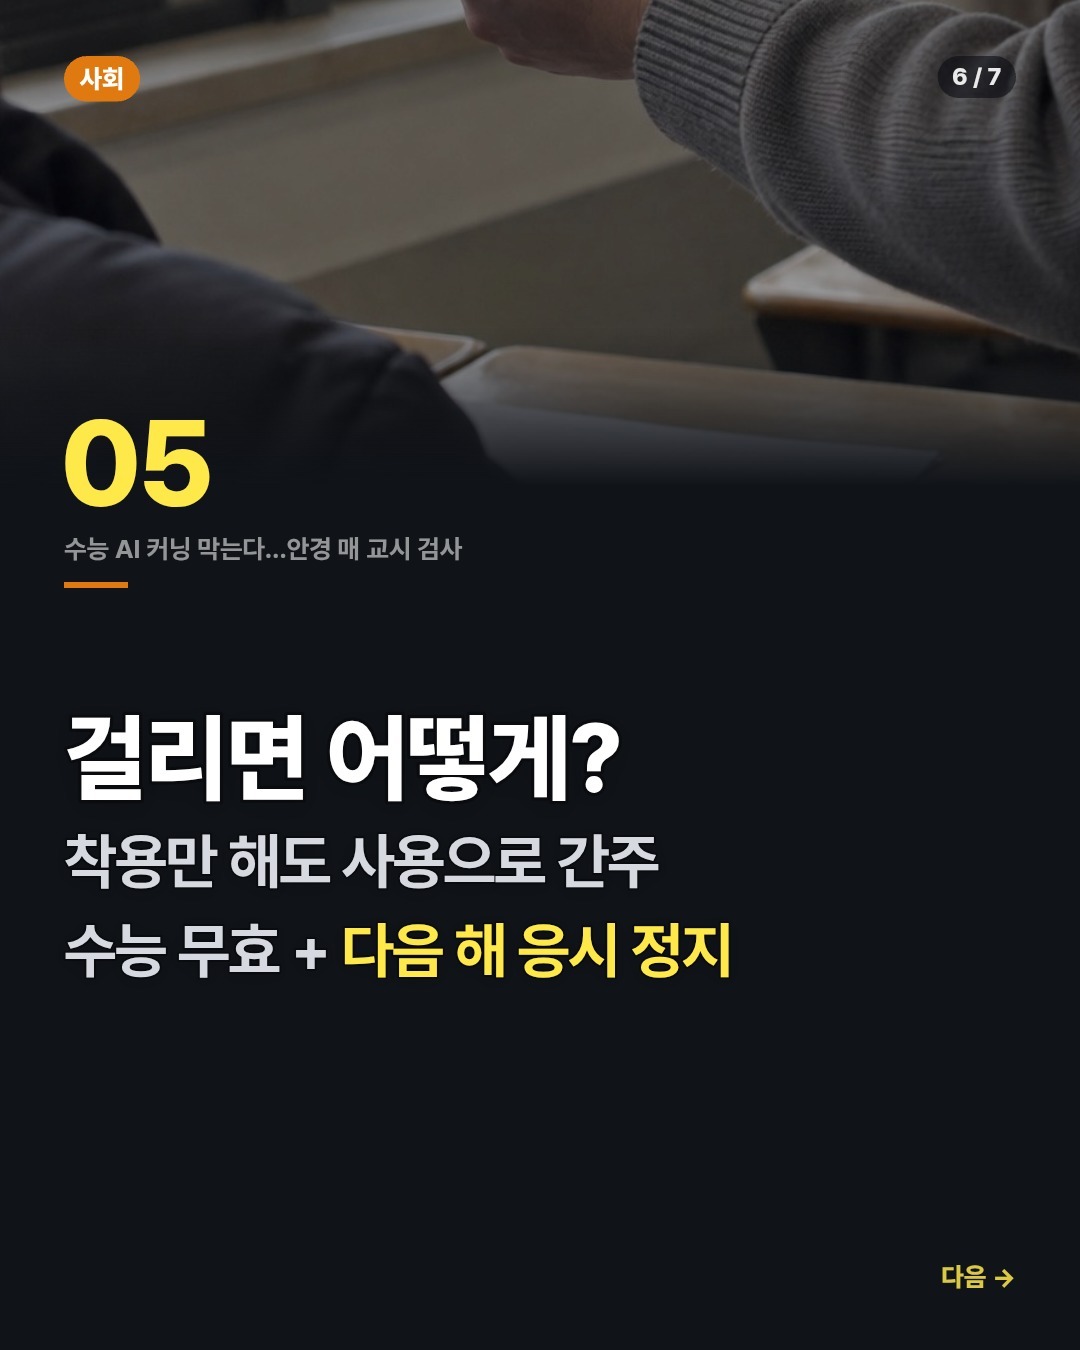 사회
6 / 7
05
수능 AI 커닝 막는다...안경 매 교시 검사
걸리면 어떻게?
착용만 해도 사용으로 간주
수능 무효 + 다음 해 응시 정지
다음 →